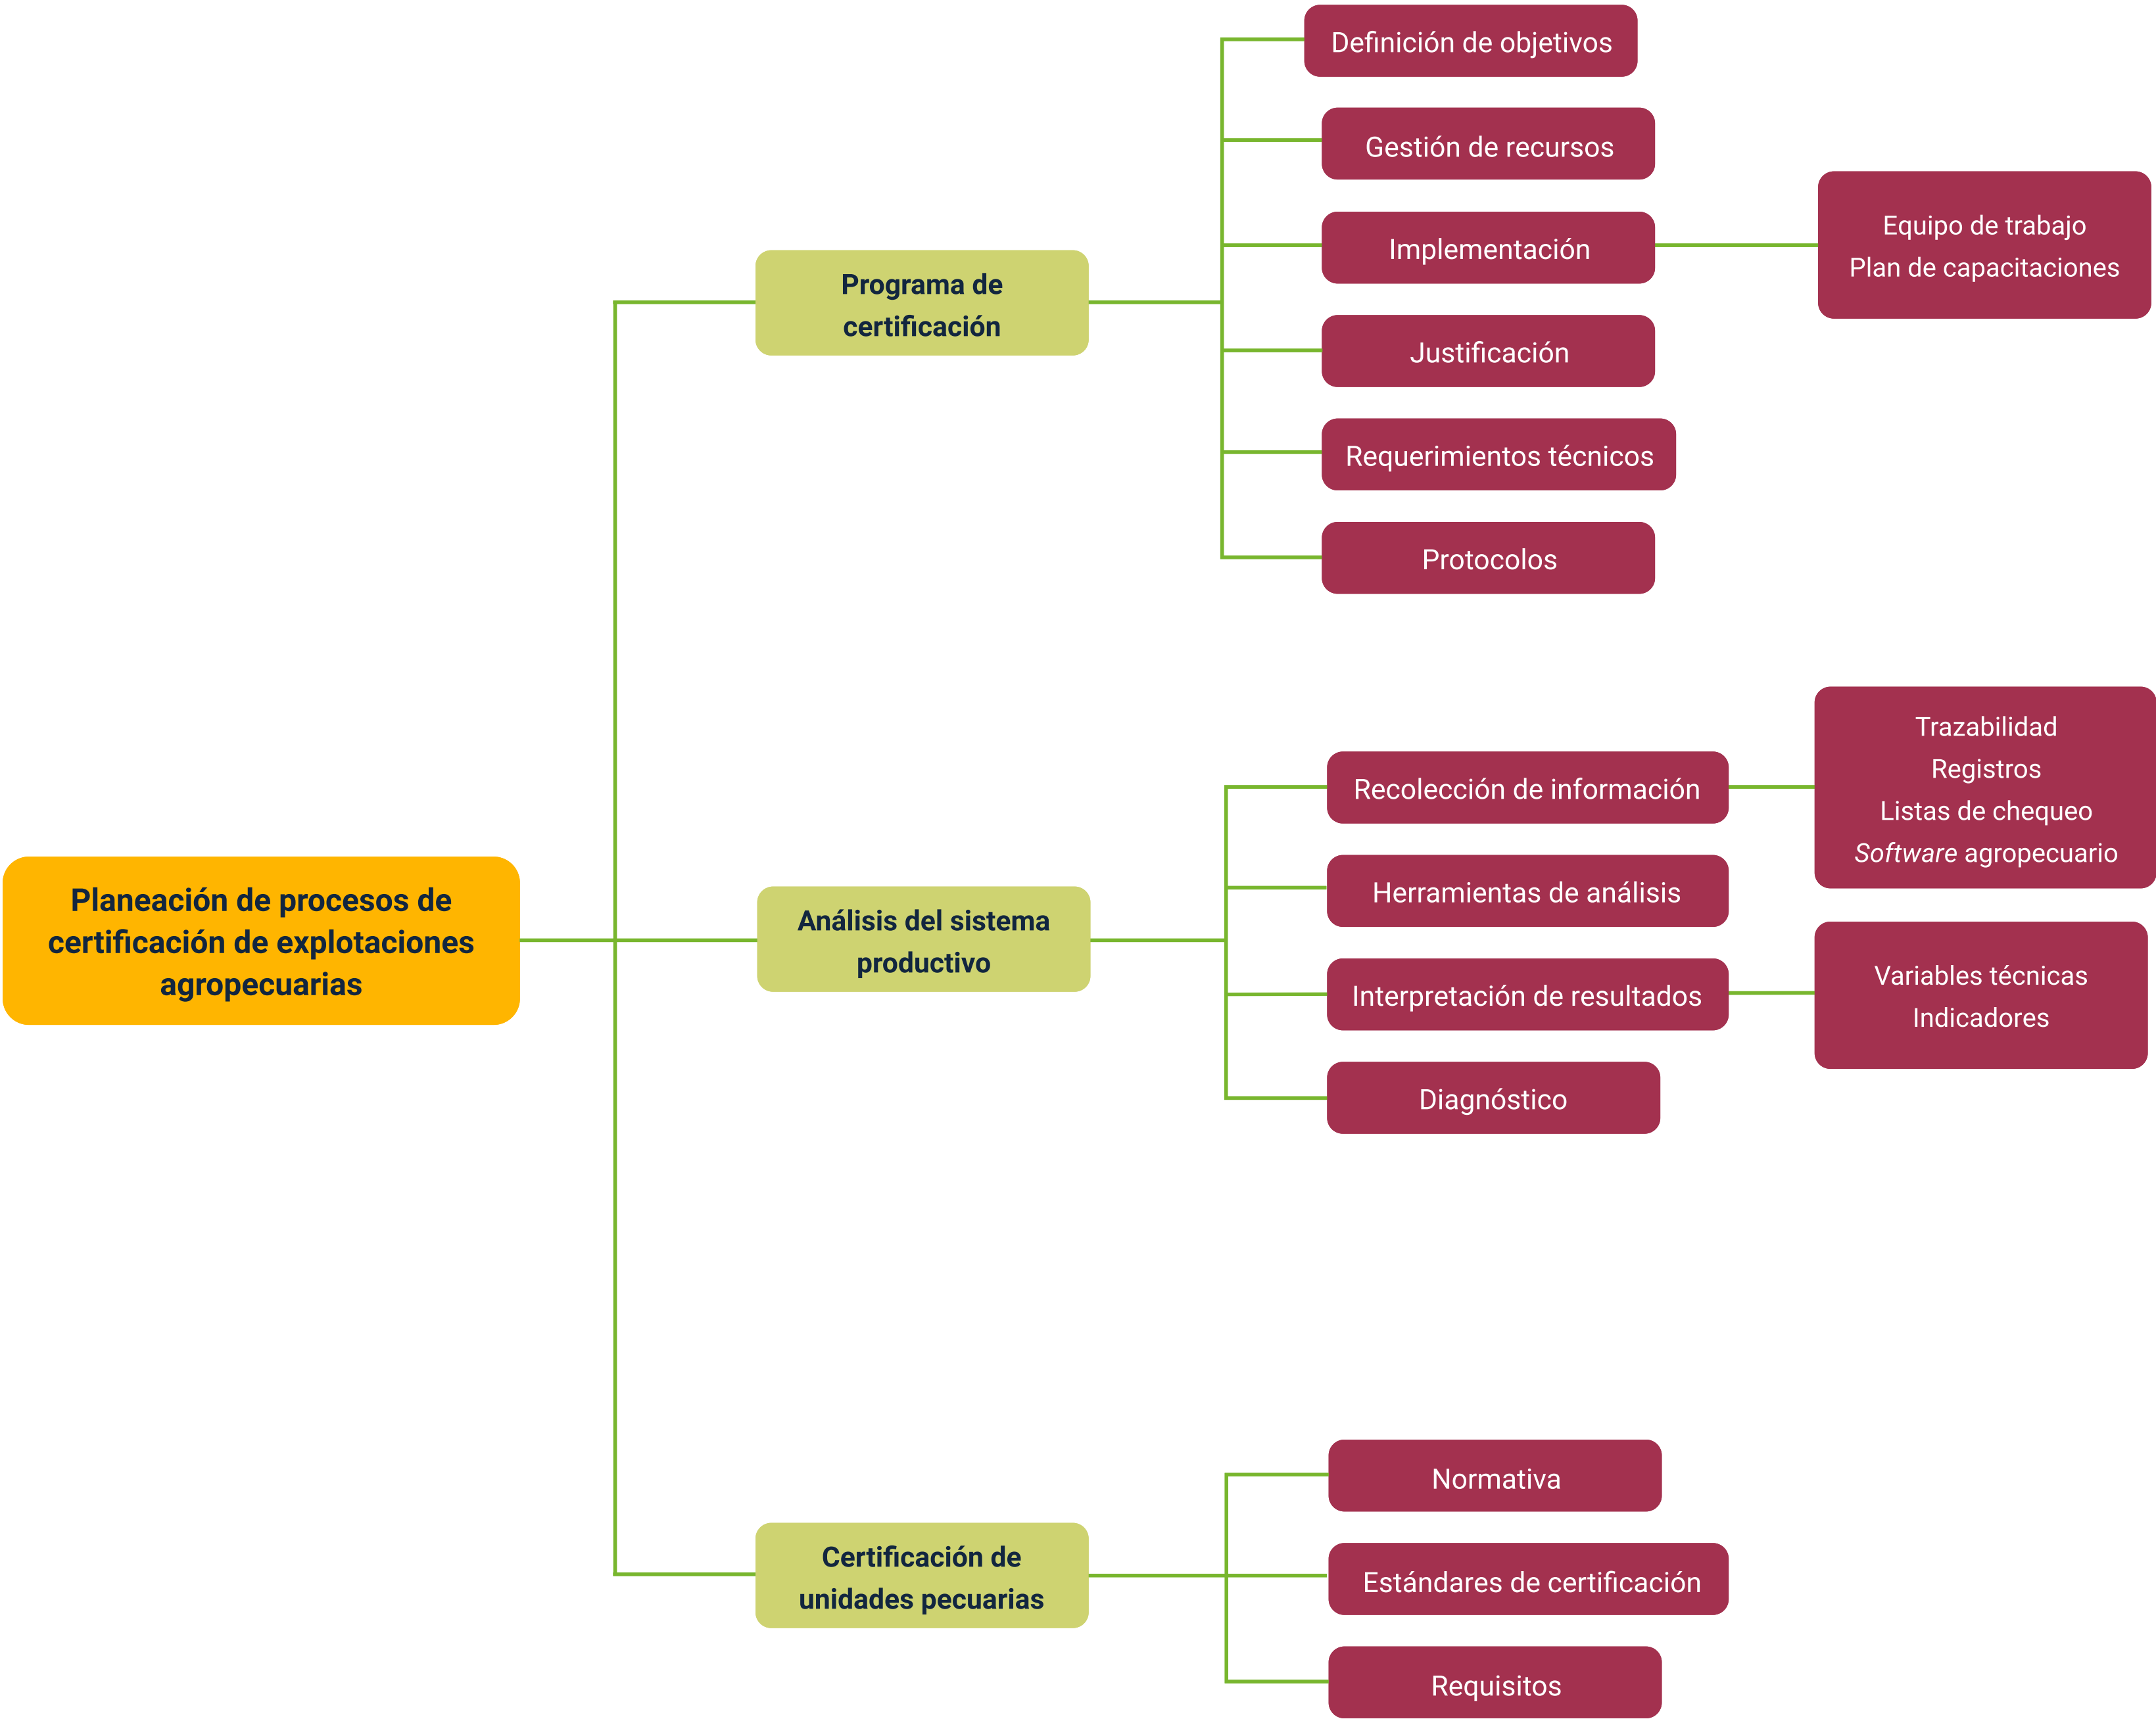 Planeación de procesos de
certificación de explotaciones
agropecuarias
Programa de
certificación
Definición de objetivos
Gestión de recursos
Implementación
Equipo de trabajo
Plan de capacitaciones
Justificación
Requerimientos técnicos
Protocolos
Análisis del sistema
productivo
Recolección de información
Trazabilidad
Registros
Listas de chequeo
Software agropecuario
Herramientas de análisis
Interpretación de resultados
Variables técnicas
Indicadores
Diagnóstico
Certificación de
unidades pecuarias
Normativa
Estándares de certificación
Requisitos